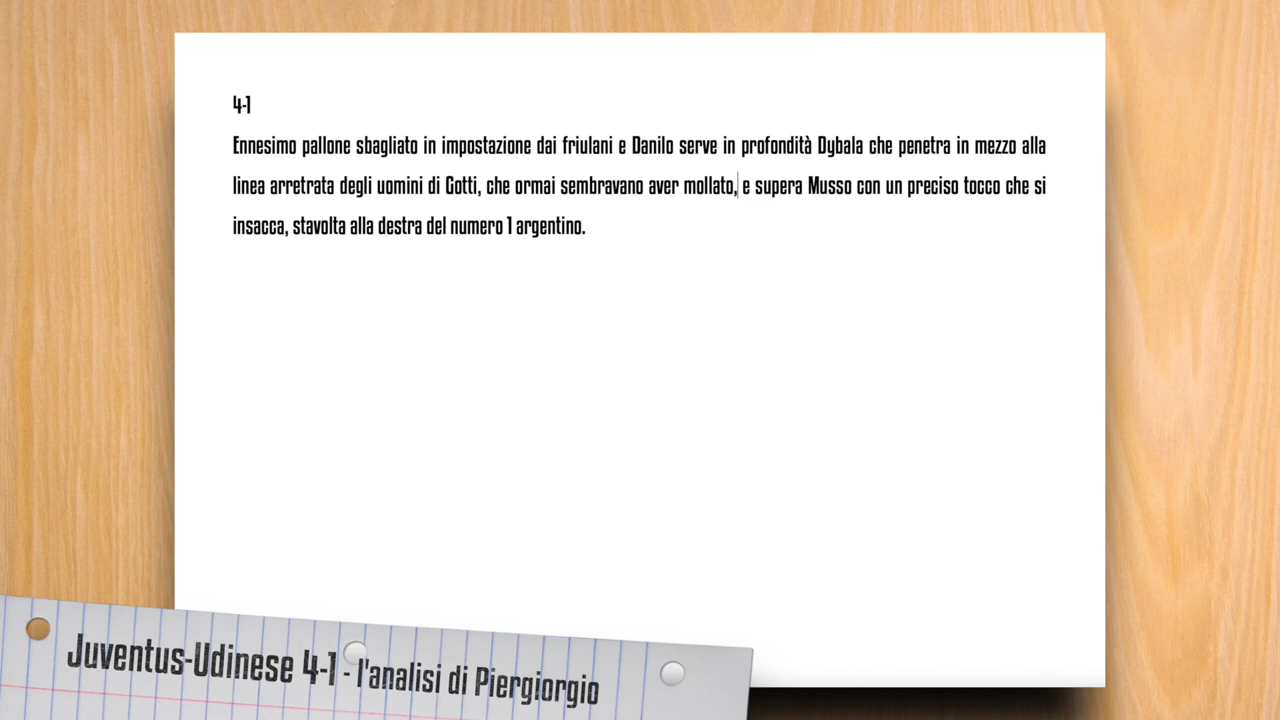 4-1
Ennesimo pallone sbagliato in impostazione dai friulani e Danilo serve in profondità Dybala che penetra in mezzo alla
linea arretrata degli uomini di Gotti, che ormai sembravano aver mollato, e supera Musso con un preciso tocco che si
insacca, stavolta alla destra del numero 1 argentino.
Juventus-Udinese 4-1 - l'analisi di Piergiorgio